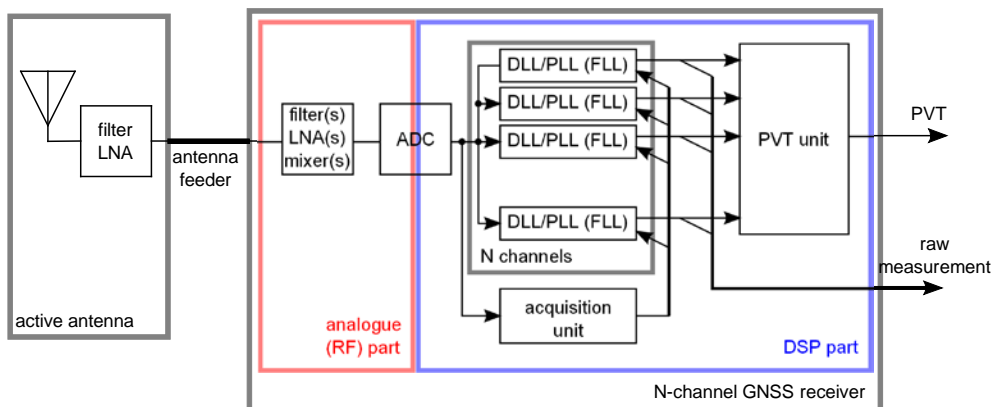 filter
LNA
active antenna
antenna
feeder
filter(s)
LNA(s)
mixer(s)
analogue
(RF) part
ADC
DLL/PLL (FLL)
DLL/PLL (FLL)
DLL/PLL (FLL)
DLL/PLL (FLL)
N channels
acquisition
unit
PVT unit
DSP part
N-channel GNSS receiver
PVT
raw
measurement